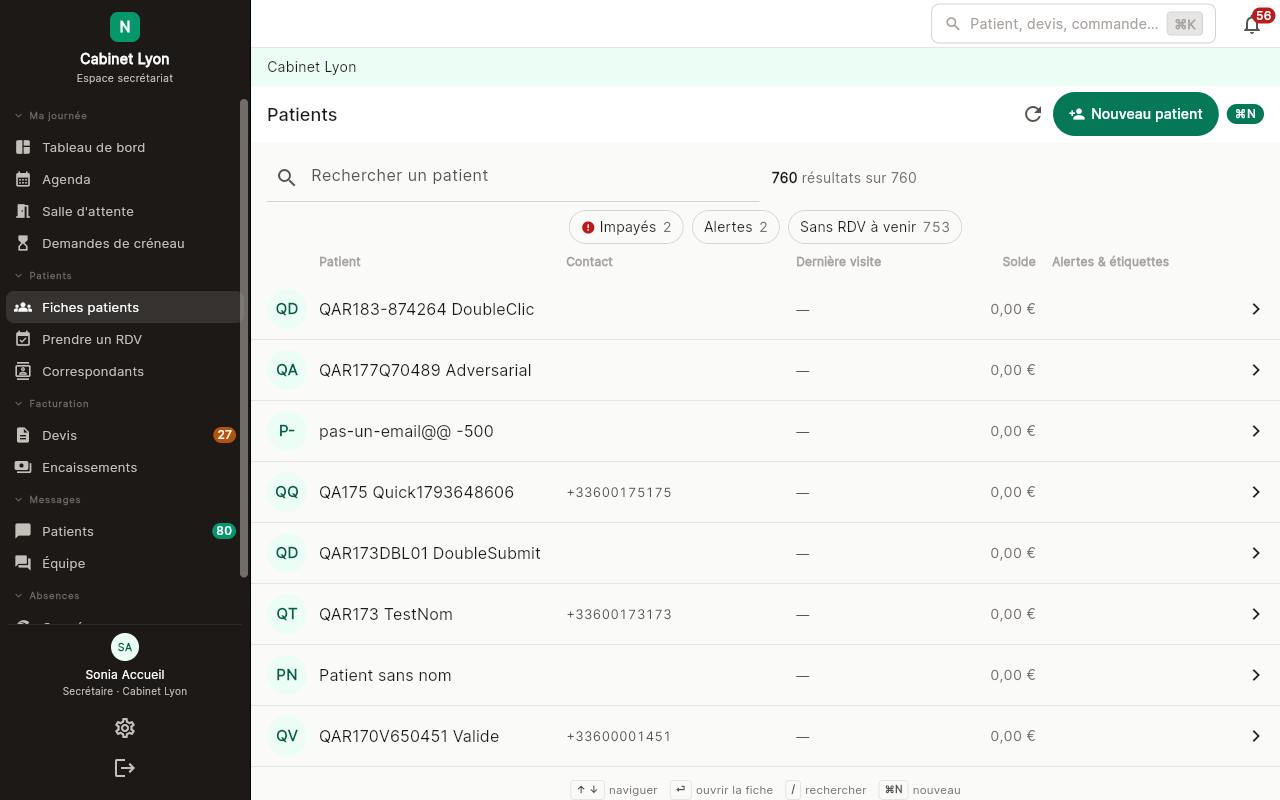 N
Cabinet Lyon
Espace secrétariat
Ma journée
Tableau de bord
Agenda
Salle d'attente
Demandes de créneau
Patients
Fiches patients
Prendre un RDV
Correspondants
Facturation
Devis 27
Encaissements
Messages
Patients 80
Équipe
Absences
SA
Sonia Accueil
Secrétaire · Cabinet Lyon
Patient, devis, commande... ⌘K
56
Cabinet Lyon
Patients
Nouveau patient ⌘N
Rechercher un patient
760 résultats sur 760
Impayés 2
Alertes 2
Sans RDV à venir 753
Patient Contact Dernière visite Solde Alertes & étiquettes
QD QAR183-874264 DoubleClic — 0,00 €
QA QAR177Q70489 Adversarial — 0,00 €
P- pas-un-email@@ -500 — 0,00 €
QQ QA175 Quick1793648606 +33600175175 — 0,00 €
QD QAR173DBL01 DoubleSubmit — 0,00 €
QT QAR173 TestNom +33600173173 — 0,00 €
PN Patient sans nom — 0,00 €
QV QAR170V650451 Valide +33600001451 — 0,00 €
↑ ↓ naviguer ⏎ ouvrir la fiche / rechercher ⌘N nouveau